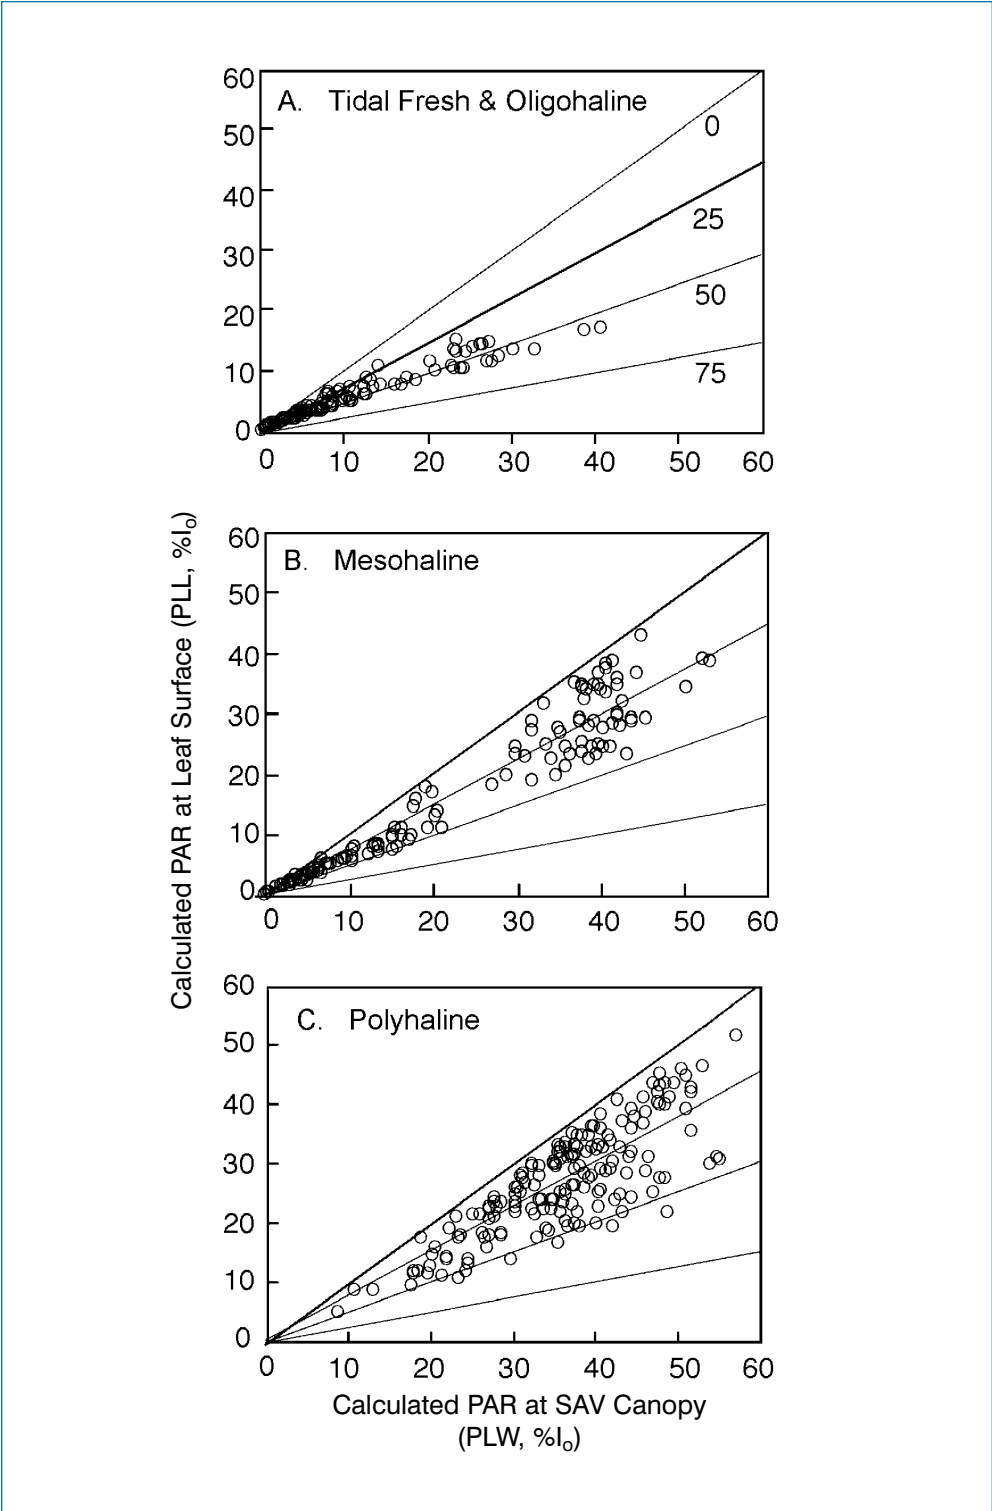 A. Tidal Fresh & Oligohaline
60
50
40
30
20
10
0
0
25
50
75
0 10 20 30 40 50 60
B. Mesohaline
60
50
40
30
20
10
0
0 10 20 30 40 50 60
C. Polyhaline
60
50
40
30
20
10
0
0 10 20 30 40 50 60
Calculated PAR at Leaf Surface (PLL, %Io)
Calculated PAR at SAV Canopy
(PLW, %Io)